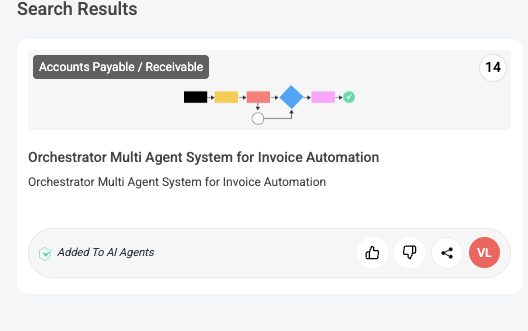 Search Results
Accounts Payable / Receivable
14
Orchestrator Multi Agent System for Invoice Automation
Orchestrator Multi Agent System for Invoice Automation
Added To AI Agents
VL